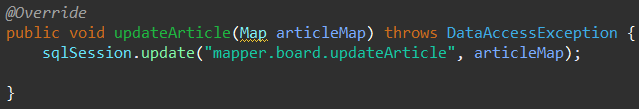 @Override
public void updateArticle(Map articleMap) throws DataAccessException {
    sqlSession.update("mapper.board.updateArticle", articleMap);
}